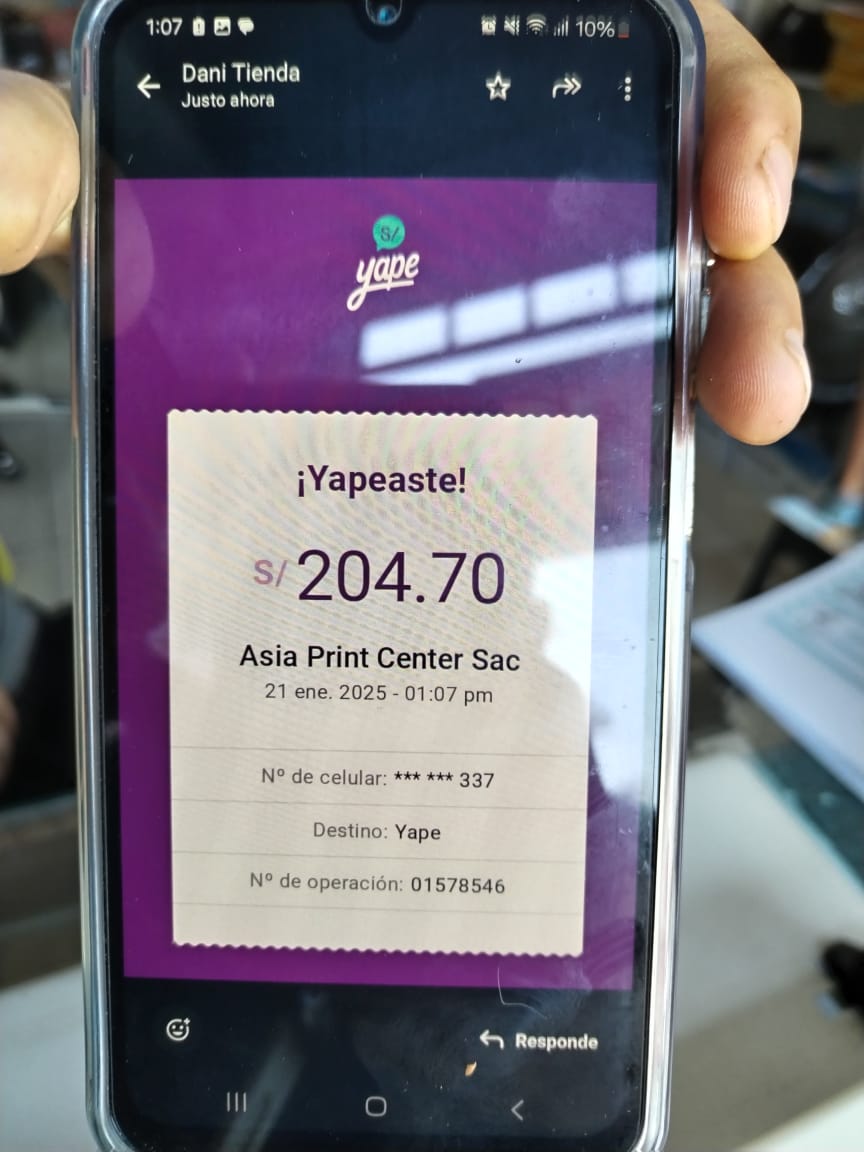 1:07
10%
Dani Tienda
Justo ahora
S/
yape
¡Yapeaste!
S/ 204.70
Asia Print Center Sac
21 ene. 2025 - 01:07 pm
Nº de celular: *** *** 337
Destino: Yape
Nº de operación: 01578546
Responde